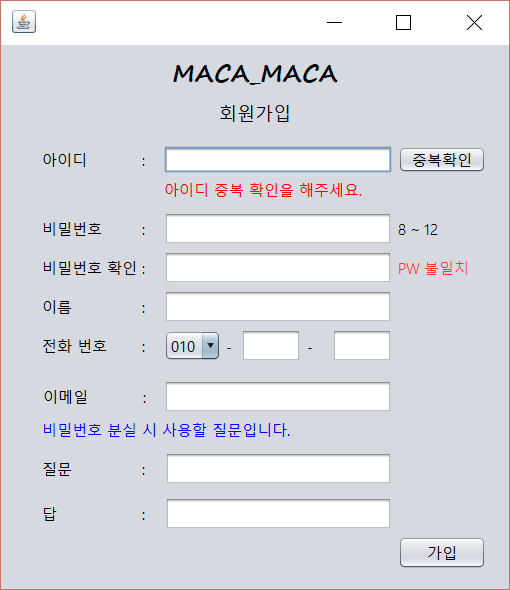 MACA_MACA
회원가입
아이디 : 중복확인
아이디 중복 확인을 해주세요.
비밀번호 : 8 ~ 12
비밀번호 확인 : PW 불일치
이름 :
전화 번호 : 010 - -
이메일 :
비밀번호 분실 시 사용할 질문입니다.
질문 :
답 :
가입